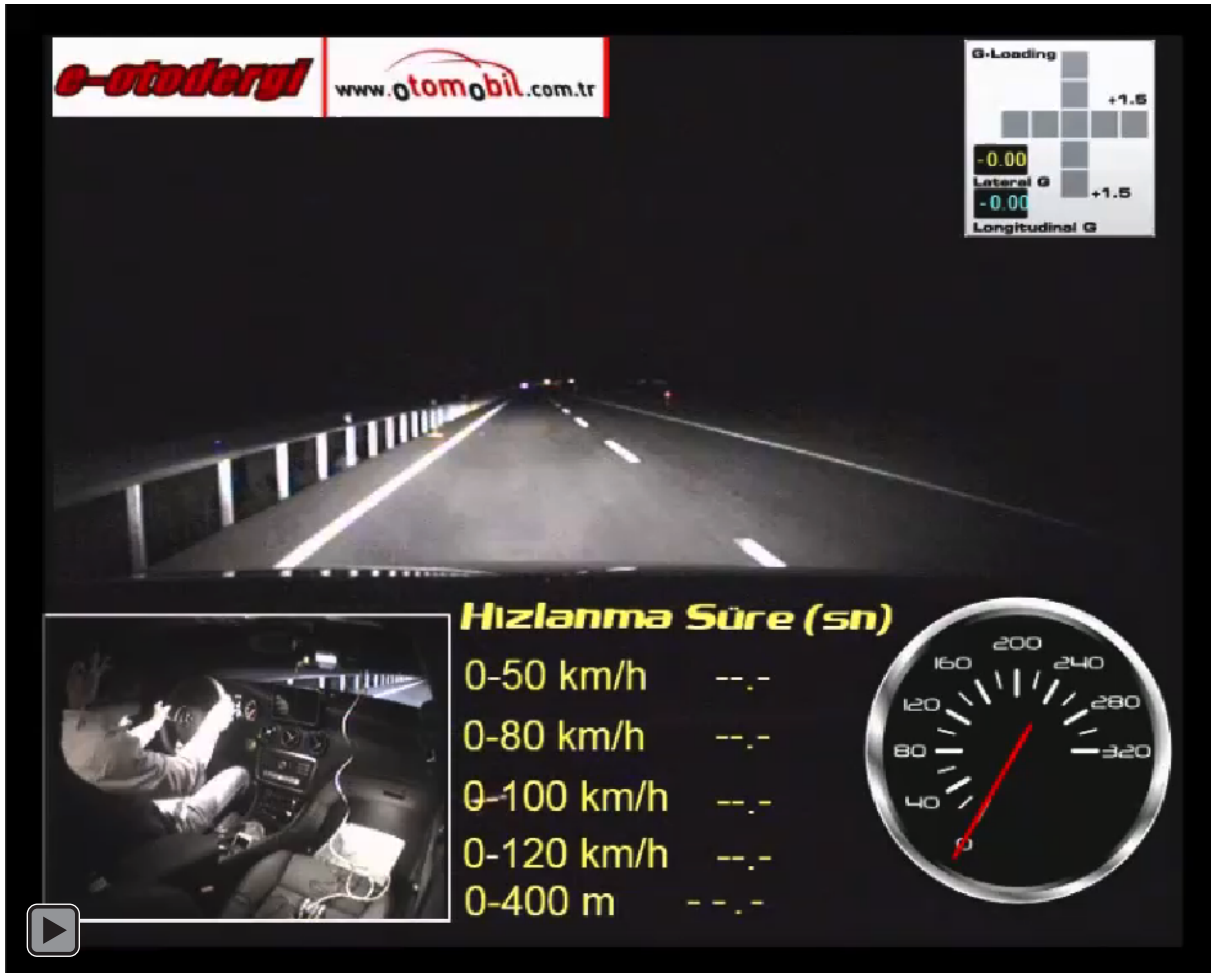 e-otodergi
www.otomobil.com.tr
G-Loading
+1.5
-0.00
Lateral G
+1.5
-0.00
Longitudinal G
Hızlanma Süre (sn)
0-50 km/h --.-
0-80 km/h --.-
0-100 km/h --.-
0-120 km/h --.-
0-400 m --.-
0
40
80
120
160
200
240
280
320